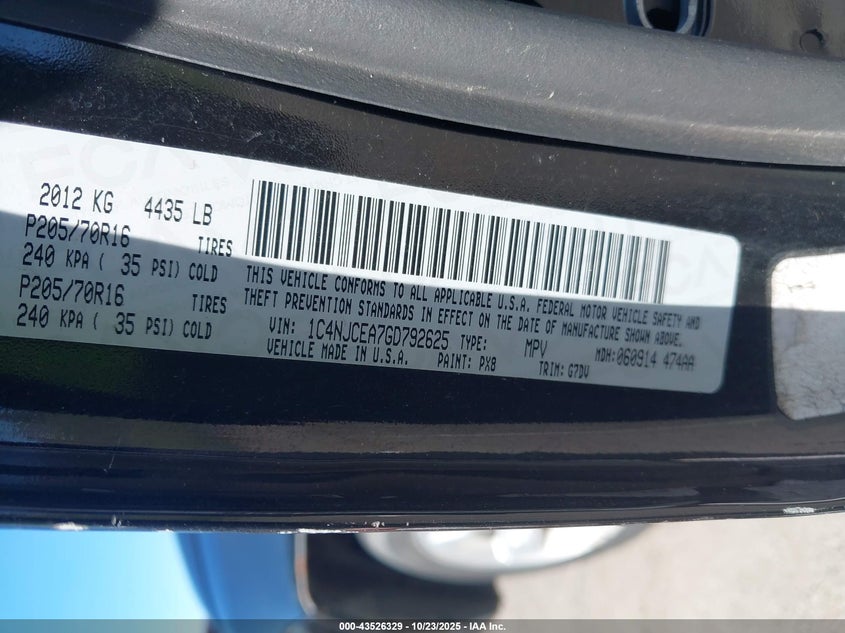 2012 KG 4435 LB
P205/70R16 TIRES
240 KPA ( 35 PSI) COLD
P205/70R16 TIRES
240 KPA ( 35 PSI) COLD
THIS VEHICLE CONFORMS TO ALL APPLICABLE U.S.A. FEDERAL MOTOR VEHICLE SAFETY AND
THEFT PREVENTION STANDARDS IN EFFECT ON THE DATE OF MANUFACTURE SHOWN ABOVE.
VIN: 1C4NJCEA7GD792625 TYPE: MPV MDH:060914 474AA
VEHICLE MADE IN U.S.A. PAINT: PX8 TRIM: G7DV
000-43526329 | 10/23/2025 | IAA Inc.